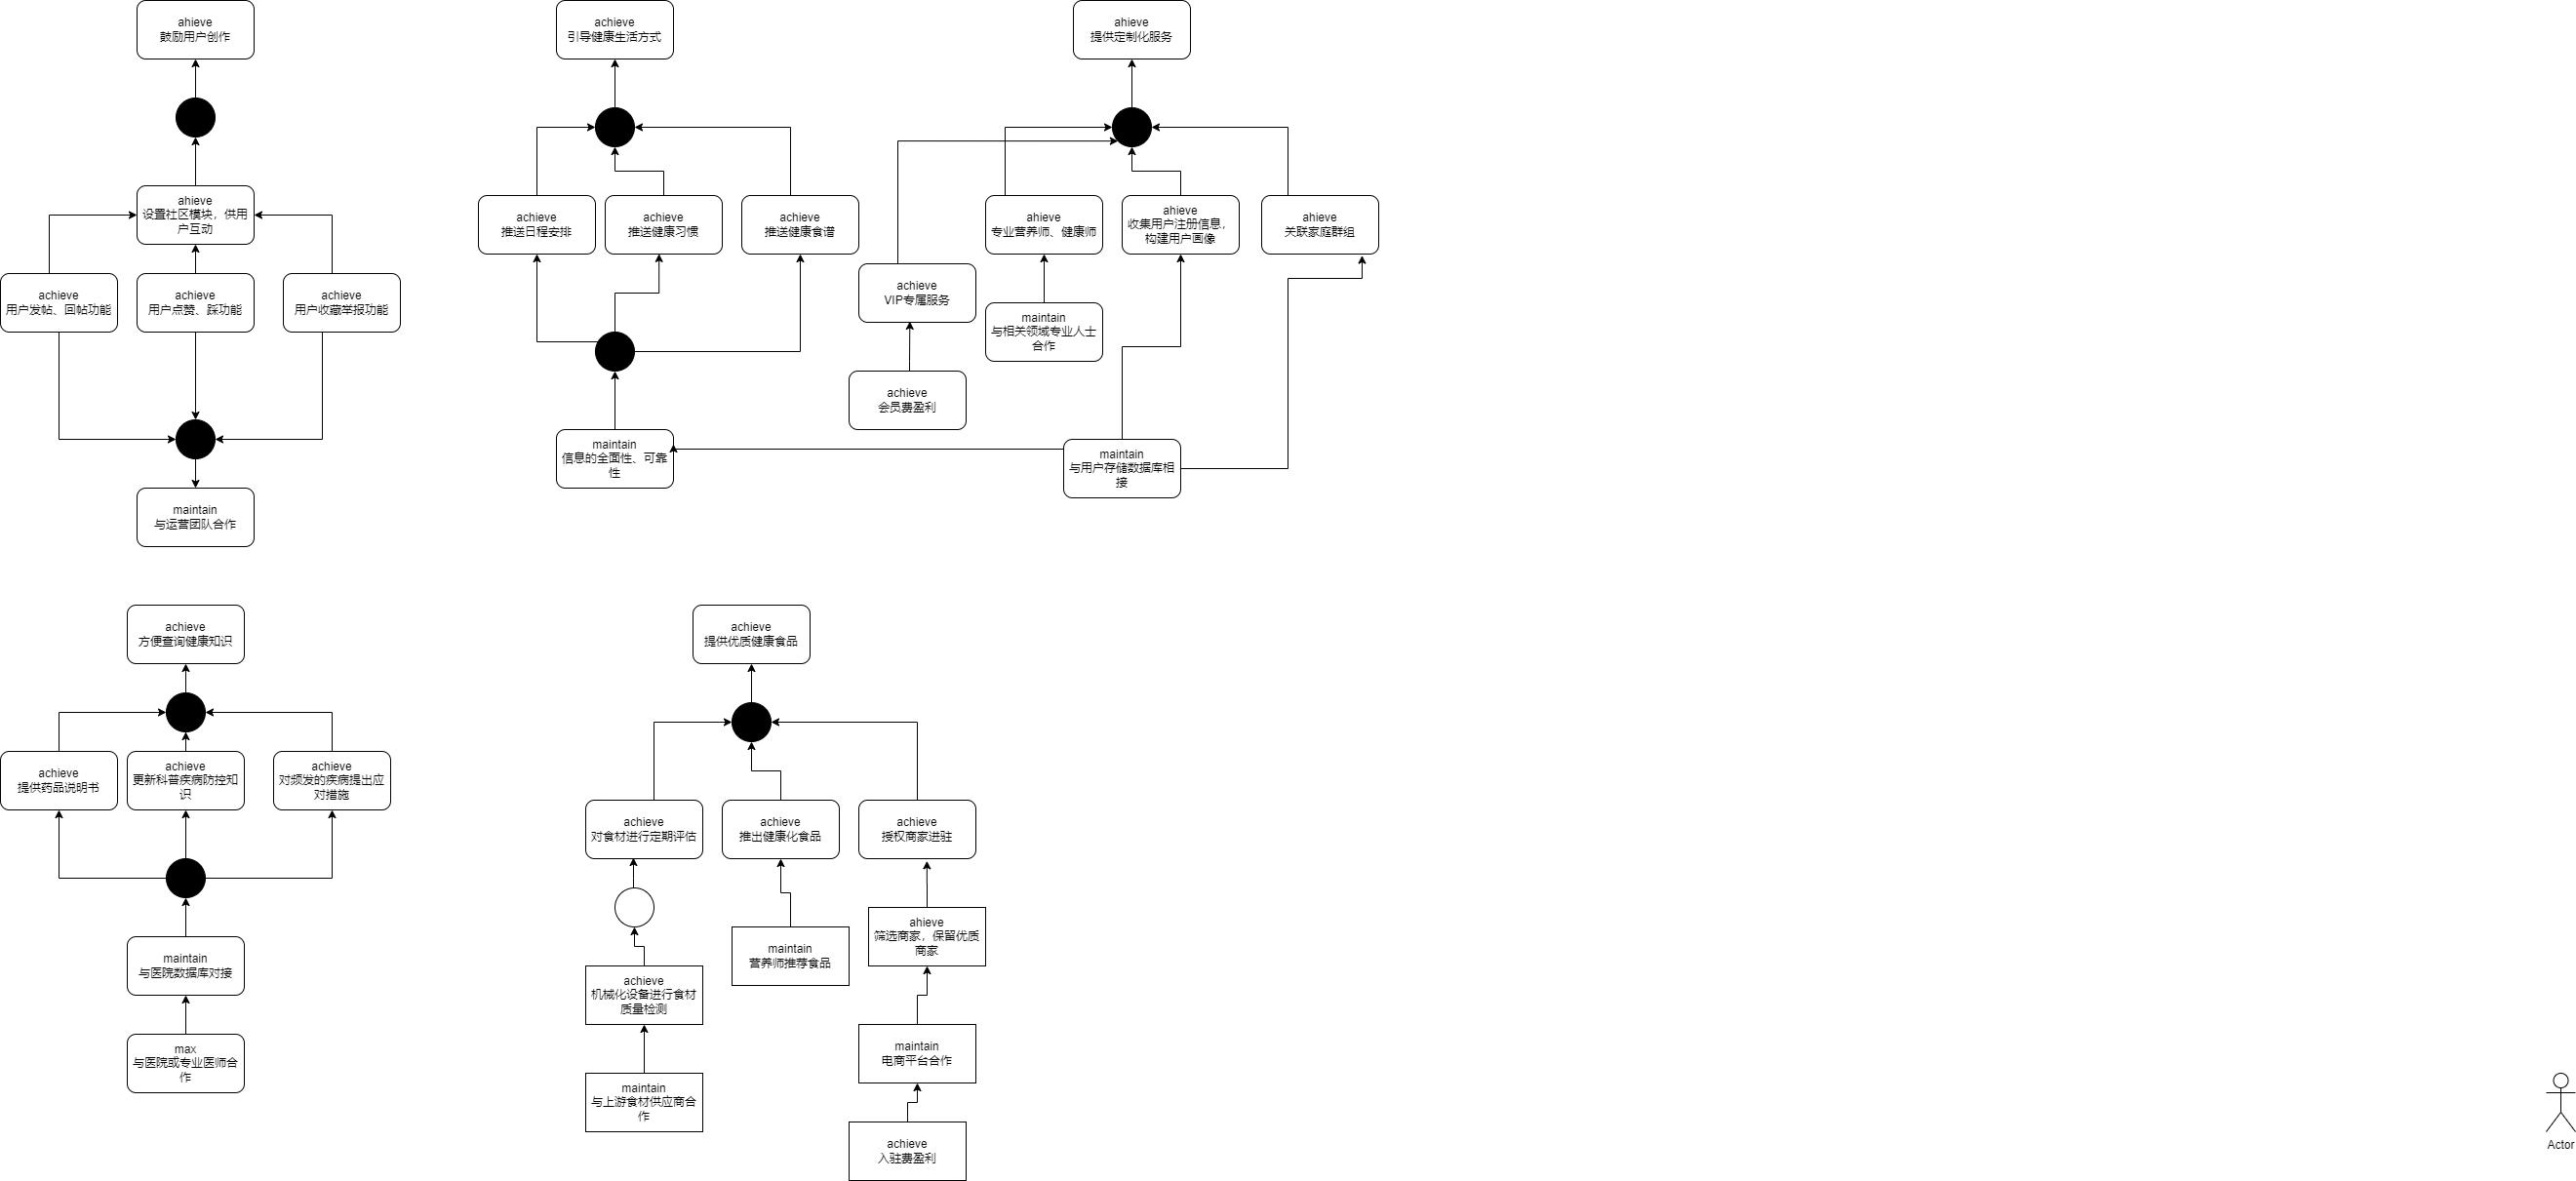 ahieve
鼓励用户创作
ahieve
设置社区模块，供用
户互动
achieve
用户发帖、回帖功能
achieve
用户点赞、踩功能
achieve
用户收藏举报功能
maintain
与运营团队合作
achieve
引导健康生活方式
achieve
推送日程安排
achieve
推送健康习惯
achieve
推送健康食谱
maintain
信息的全面性、可靠
性
ahieve
提供定制化服务
achieve
VIP专属服务
ahieve
专业营养师、健康师
ahieve
收集用户注册信息，
构建用户画像
ahieve
关联家庭群组
maintain
与相关领域专业人士
合作
achieve
会员费盈利
maintain
与用户存储数据库相
接
achieve
方便查询健康知识
achieve
提供药品说明书
achieve
更新科普疾病防控知
识
achieve
对频发的疾病提出应
对措施
maintain
与医院数据库对接
max
与医院或专业医师合
作
achieve
提供优质健康食品
achieve
对食材进行定期评估
achieve
推出健康化食品
achieve
授权商家进驻
achieve
机械化设备进行食材
质量检测
maintain
与上游食材供应商合
作
maintain
营养师推荐食品
ahieve
筛选商家，保留优质
商家
maintain
电商平台合作
achieve
入驻费盈利
Actor